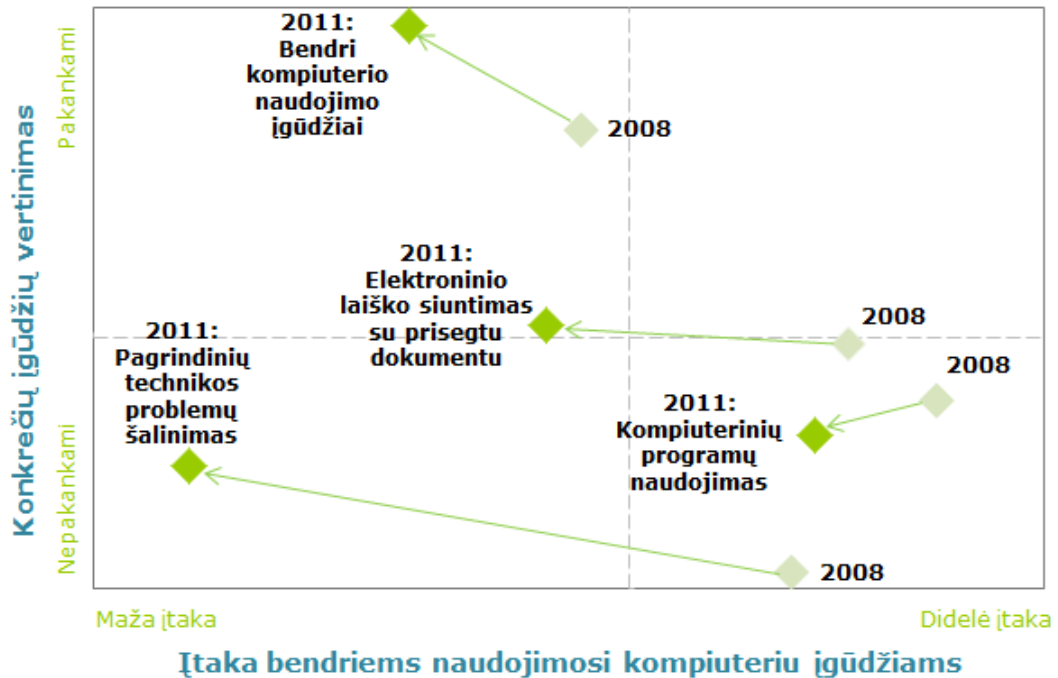 Konkrečių įgūdžių vertinimas
Pakankami
Nepakankami
2011:
Bendri
kompiuterio
naudojimo
įgūdžiai
2008
2011:
Elektroninio
laiško siuntimas
su prisegtu
dokumentu
2008
2011:
Pagrindinių
technikos
problemų
šalinimas
2008
2011:
Kompiuterinių
programų
naudojimas
2008
Maža įtaka
Didelė įtaka
Įtaka bendriems naudojimosi kompiuteriu įgūdžiams